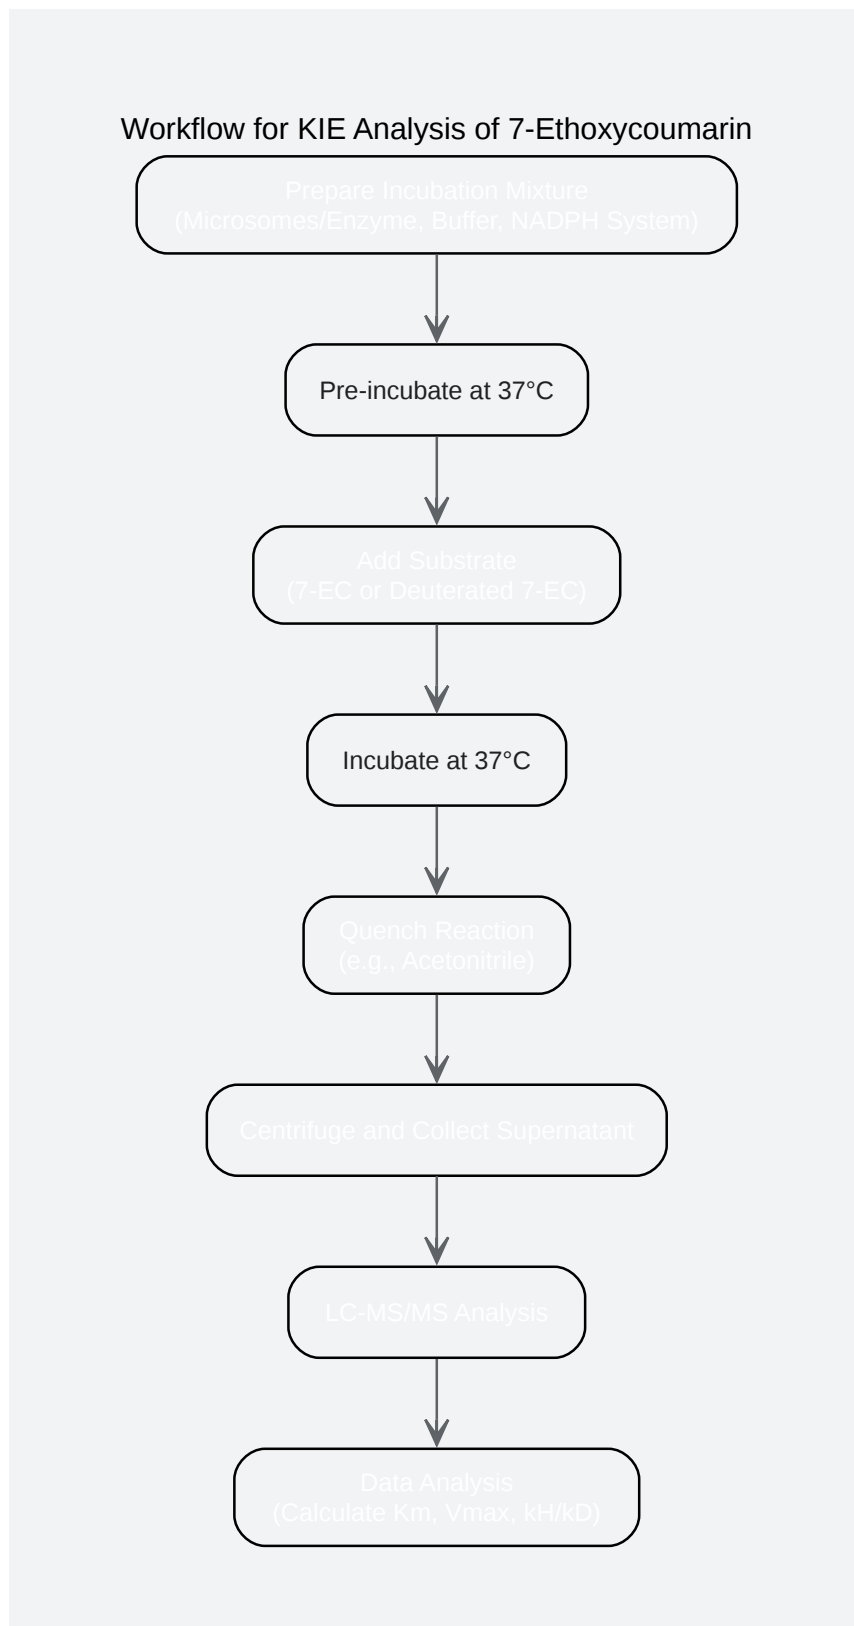 Workflow for KIE Analysis of 7-Ethoxycoumarin
Prepare Incubation Mixture
(Microsomes/Enzyme, Buffer, NADPH System)
Pre-incubate at 37°C
Add Substrate
(7-EC or Deuterated 7-EC)
Incubate at 37°C
Quench Reaction
(e.g., Acetonitrile)
Centrifuge and Collect Supernatant
LC-MS/MS Analysis
Data Analysis
(Calculate Km, Vmax, kH/kD)